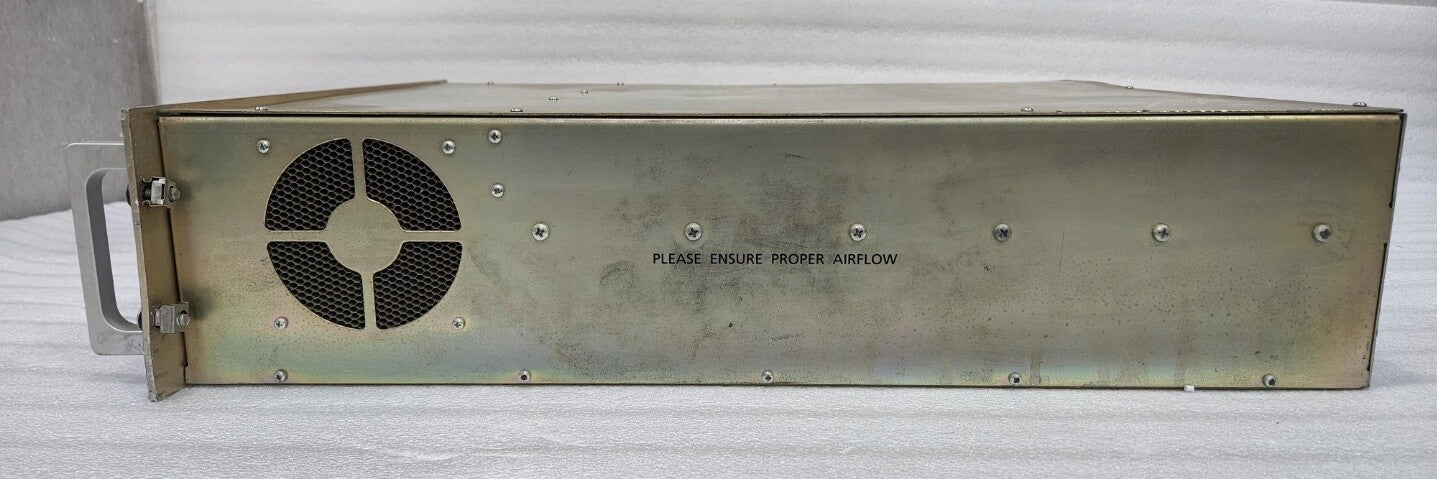 PLEASE ENSURE PROPER AIRFLOW